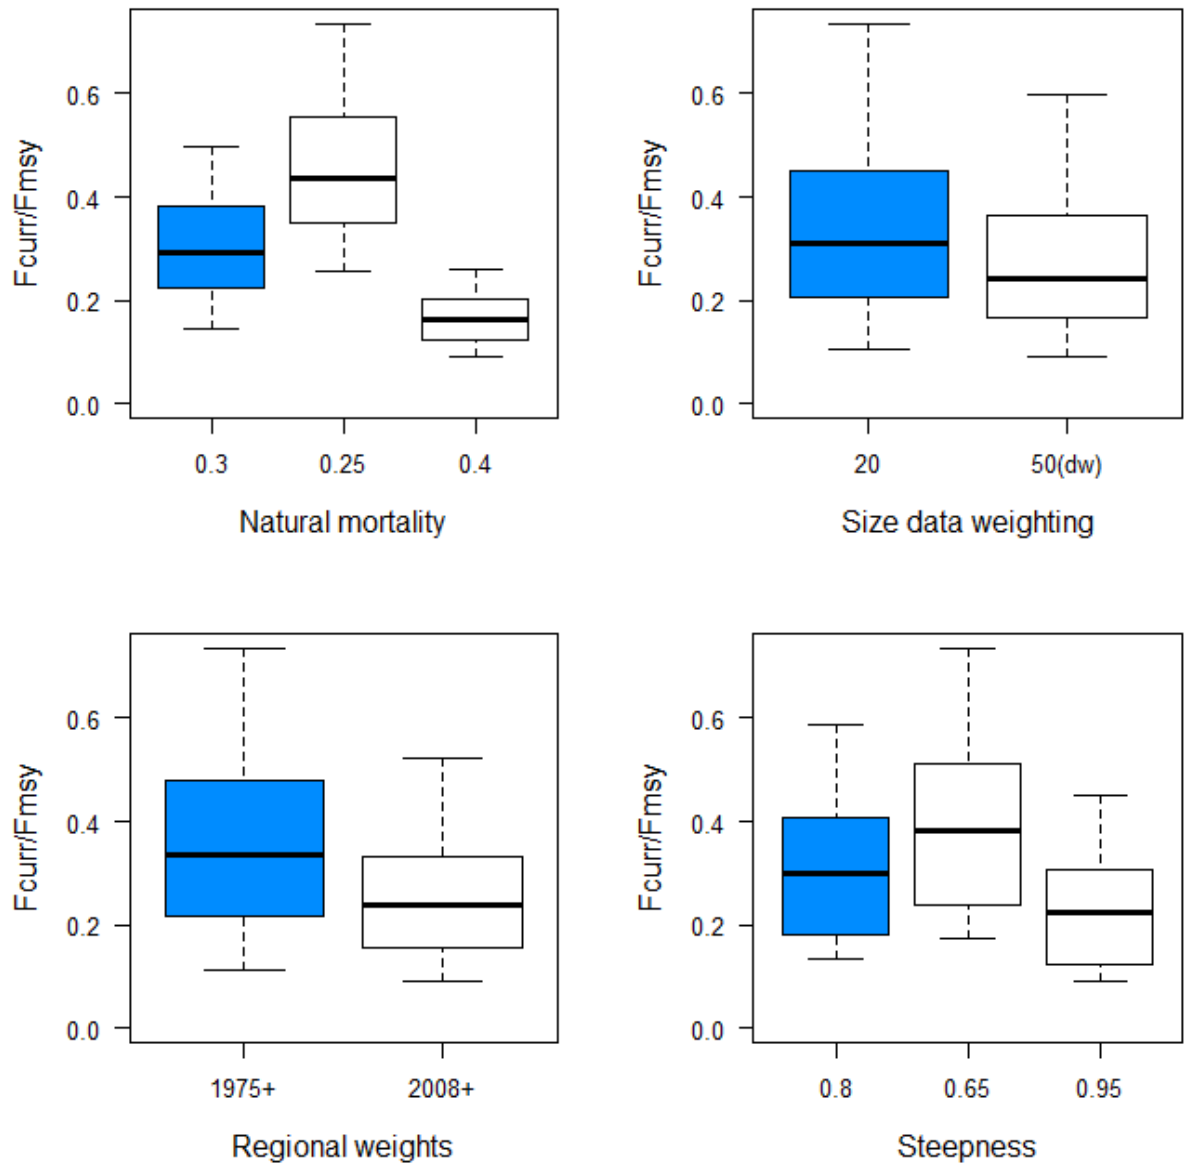 Fcurr/Fmsy
0.6
0.4
0.2
0.0
0.3 0.25 0.4
Natural mortality
Fcurr/Fmsy
0.6
0.4
0.2
0.0
20 50(dw)
Size data weighting
Fcurr/Fmsy
0.6
0.4
0.2
0.0
1975+ 2008+
Regional weights
Fcurr/Fmsy
0.6
0.4
0.2
0.0
0.8 0.65 0.95
Steepness